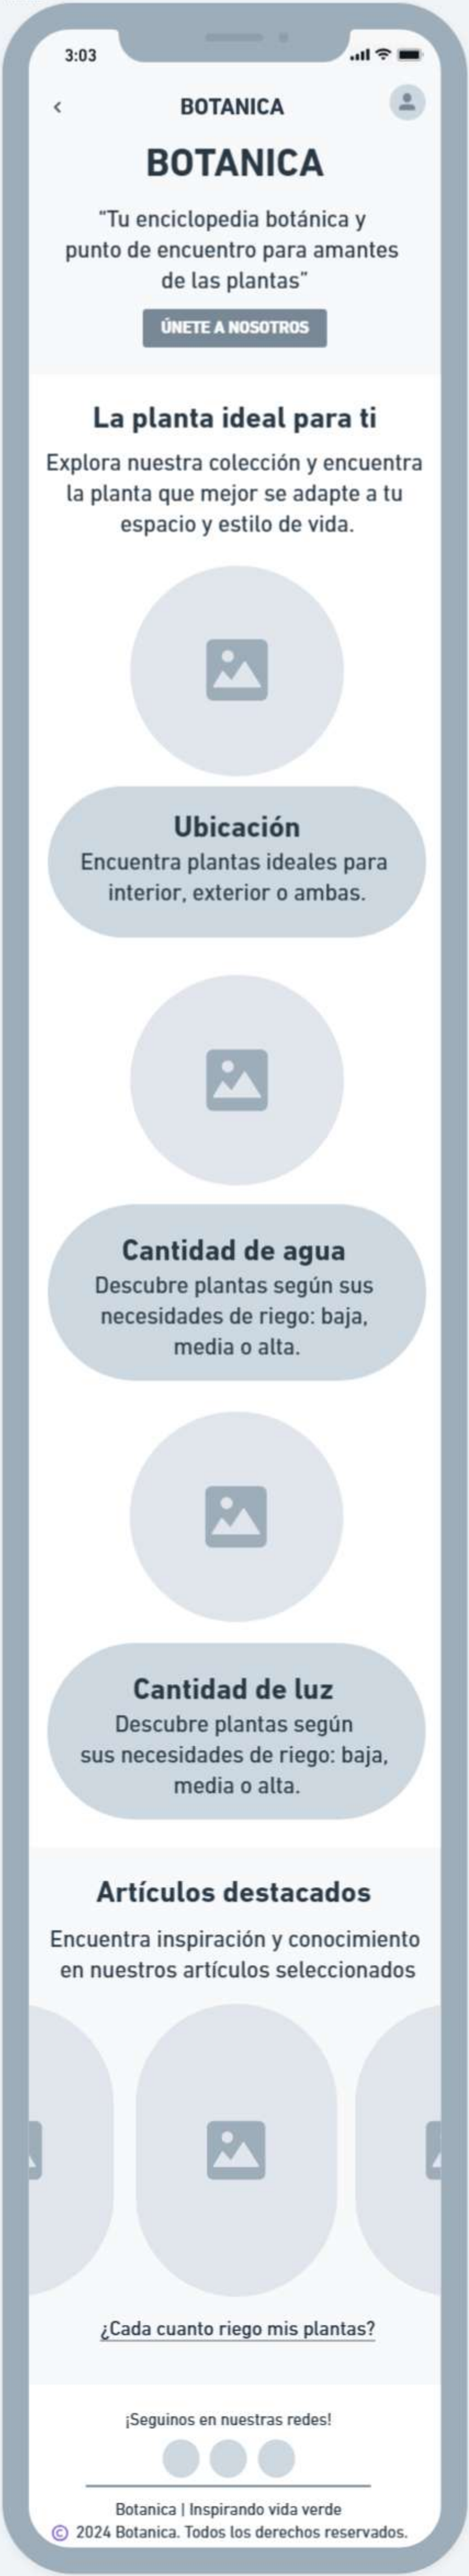 3:03
BOTANICA
BOTANICA
"Tu enciclopedia botánica y
punto de encuentro para amantes
de las plantas"
ÚNETE A NOSOTROS
La planta ideal para ti
Explora nuestra colección y encuentra
la planta que mejor se adapte a tu
espacio y estilo de vida.
Ubicación
Encuentra plantas ideales para
interior, exterior o ambas.
Cantidad de agua
Descubre plantas según sus
necesidades de riego: baja,
media o alta.
Cantidad de luz
Descubre plantas según
sus necesidades de riego: baja,
media o alta.
Artículos destacados
Encuentra inspiración y conocimiento
en nuestros artículos seleccionados
¿Cada cuanto riego mis plantas?
¡Seguinos en nuestras redes!
Botanica | Inspirando vida verde
© 2024 Botanica. Todos los derechos reservados.